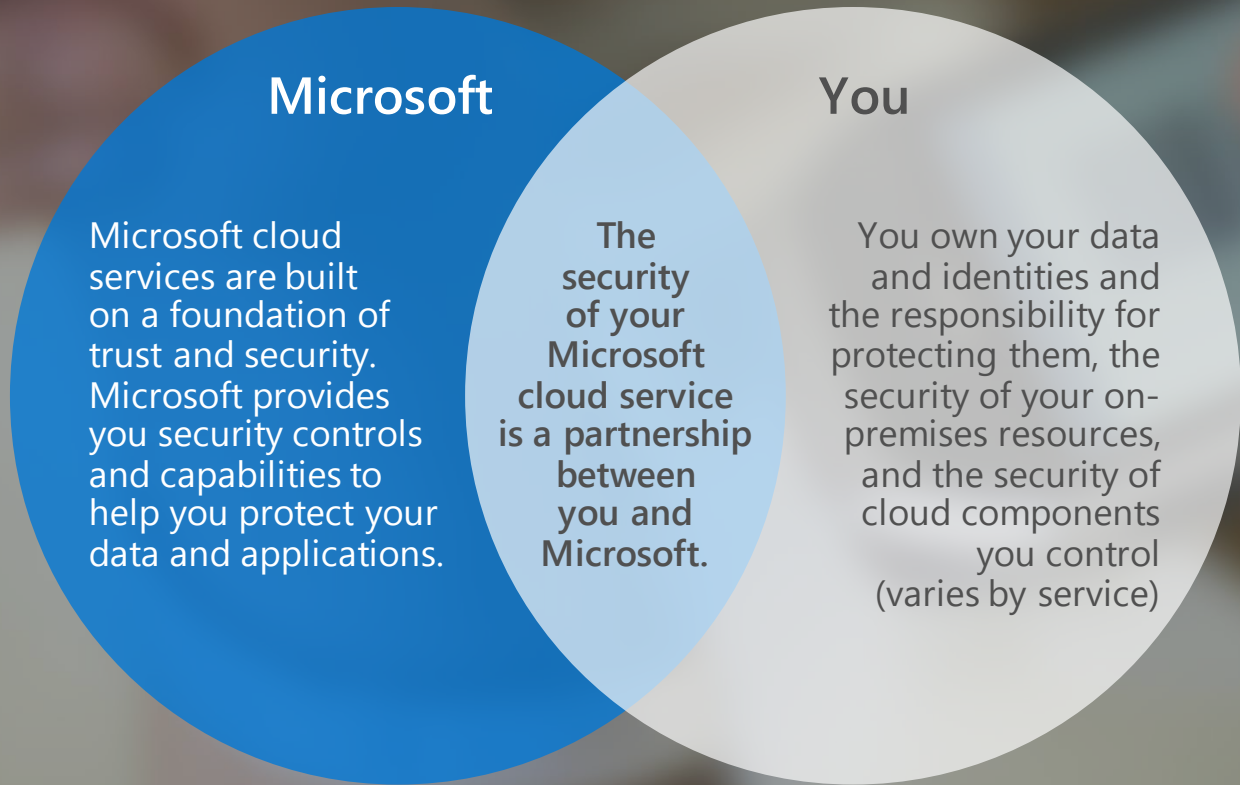 Microsoft
Microsoft cloud
services are built
on a foundation of
trust and security.
Microsoft provides
you security controls
and capabilities to
help you protect your
data and applications.
The
security
of your
Microsoft
cloud service
is a partnership
between
you and
Microsoft.
You
You own your data
and identities and
the responsibility for
protecting them, the
security of your on-
premises resources,
and the security of
cloud components
you control
(varies by service)